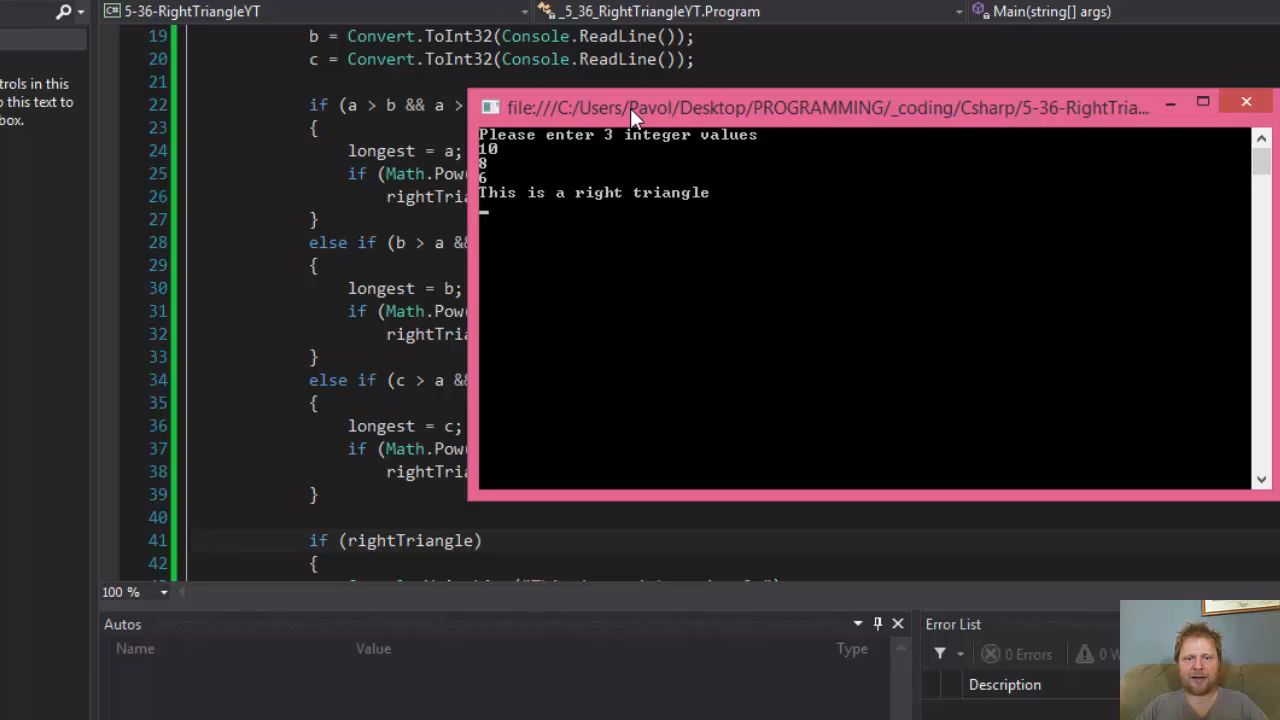 5-36-RightTriangleYT
_5_36_RightTriangleYT.Program
Main(string[] args)
trols in this
o this text to
box.
19 b = Convert.ToInt32(Console.ReadLine());
20 c = Convert.ToInt32(Console.ReadLine());
21
22 if (a > b && a >
23 {
24 longest = a;
25 if (Math.Pow(
26 rightTria
27 }
28 else if (b > a &&
29 {
30 longest = b;
31 if (Math.Pow(
32 rightTria
33 }
34 else if (c > a &&
35 {
36 longest = c;
37 if (Math.Pow(
38 rightTria
39 }
40
41 if (rightTriangle)
42 {
file:///C:/Users/Pavol/Desktop/PROGRAMMING/_coding/Csharp/5-36-RightTria...
Please enter 3 integer values
10
8
6
This is a right triangle
100 %
Autos
Name Value Type
Error List
0 Errors
0 W
Description